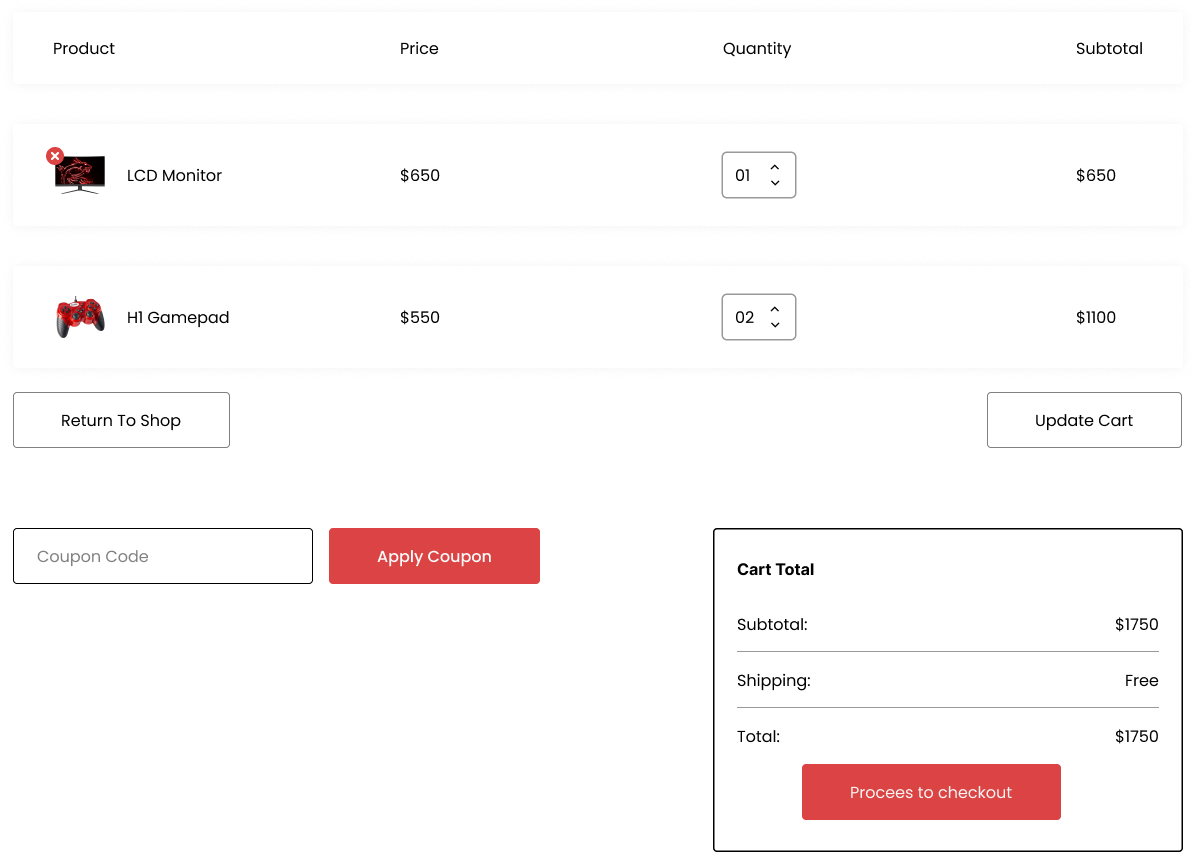 Product Price Quantity Subtotal
LCD Monitor $650 01 $650
H1 Gamepad $550 02 $1100
Return To Shop Update Cart
Coupon Code Apply Coupon
Cart Total
Subtotal: $1750
Shipping: Free
Total: $1750
Procees to checkout